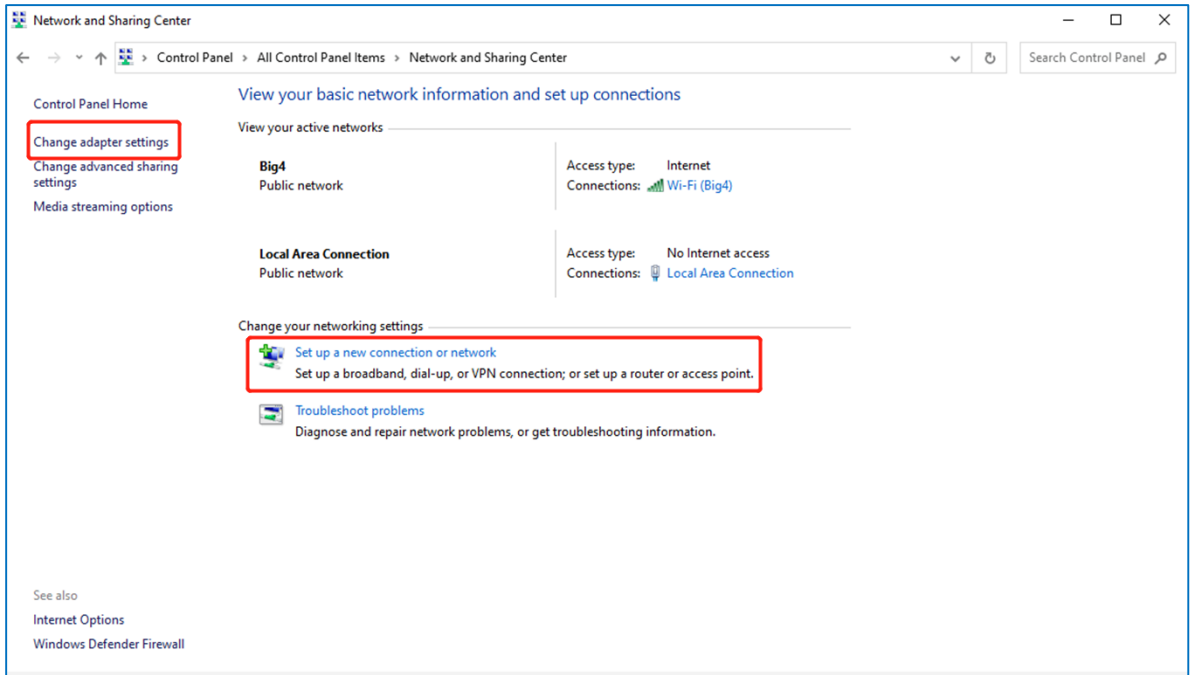 Network and Sharing Center
Control Panel > All Control Panel Items > Network and Sharing Center
Search Control Panel
Control Panel Home
Change adapter settings
Change advanced sharing
settings
Media streaming options
View your basic network information and set up connections
View your active networks
Big4
Public network
Access type: Internet
Connections: Wi-Fi (Big4)
Local Area Connection
Public network
Access type: No Internet access
Connections: Local Area Connection
Change your networking settings
Set up a new connection or network
Set up a broadband, dial-up, or VPN connection; or set up a router or access point.
Troubleshoot problems
Diagnose and repair network problems, or get troubleshooting information.
See also
Internet Options
Windows Defender Firewall